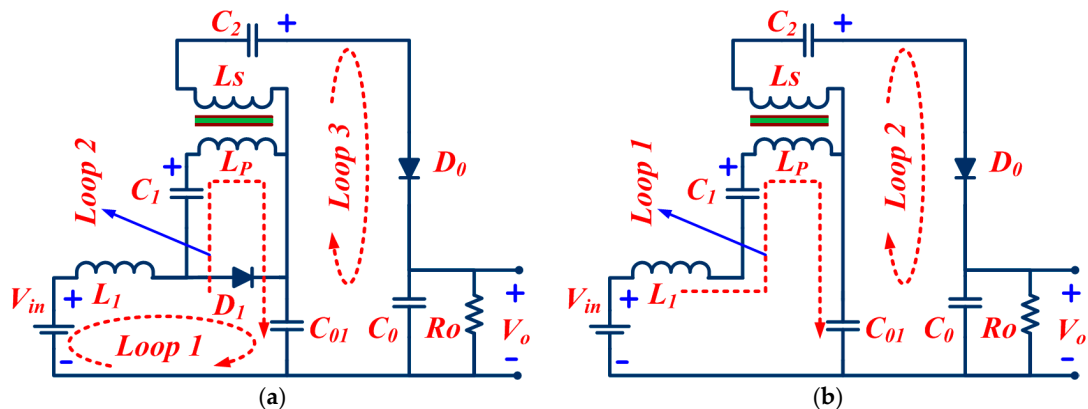 C2 +
Ls
Loop 3
Loop 2
+
LP
C1
D0
Vin
+
L1
D1
+
C01
C0
Ro
Vo
-
Loop 1
-
(a)
C2 +
Ls
Loop 2
Loop 1
+
LP
C1
D0
Vin
+
L1
+
C01
C0
Ro
Vo
-
-
(b)